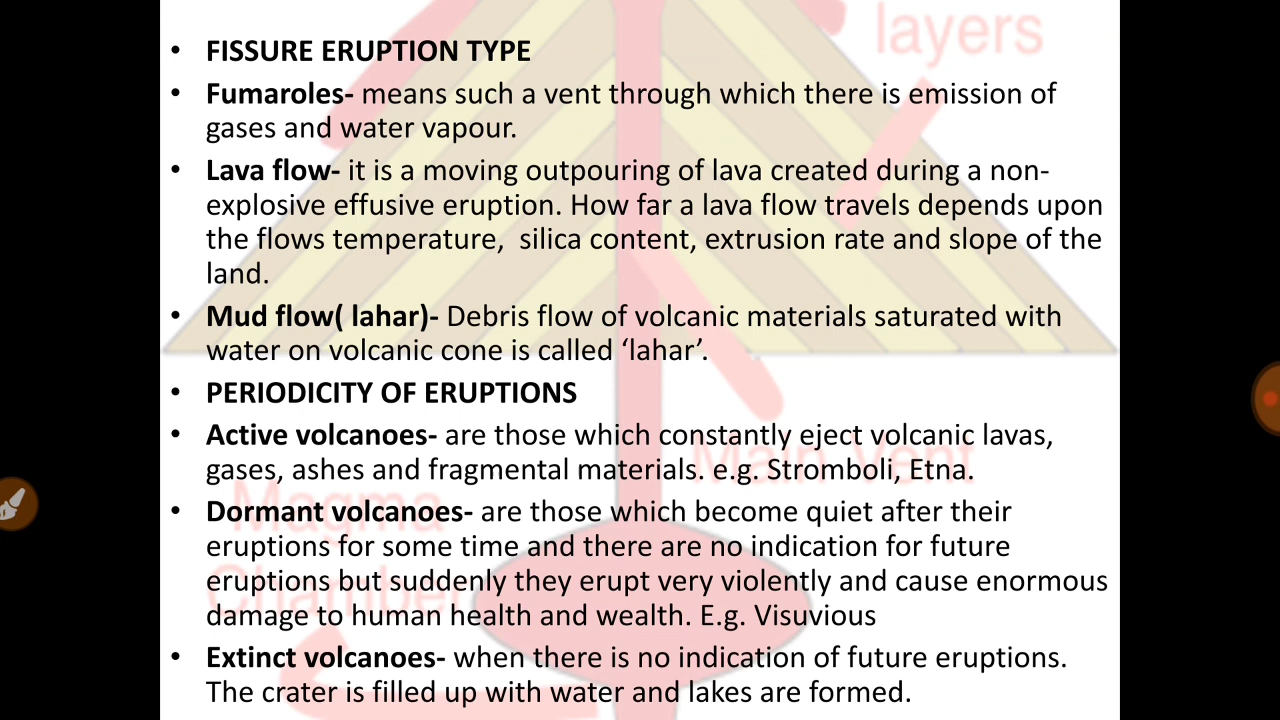 layers
• FISSURE ERUPTION TYPE
• Fumaroles- means such a vent through which there is emission of
gases and water vapour.
• Lava flow- it is a moving outpouring of lava created during a non-
explosive effusive eruption. How far a lava flow travels depends upon
the flows temperature,  silica content, extrusion rate and slope of the
land.
• Mud flow( lahar)- Debris flow of volcanic materials saturated with
water on volcanic cone is called ‘lahar’.
• PERIODICITY OF ERUPTIONS
• Active volcanoes- are those which constantly eject volcanic lavas,
gases, ashes and fragmental materials. e.g. Stromboli, Etna.
Main Vent
Magma
Chamber
• Dormant volcanoes- are those which become quiet after their
eruptions for some time and there are no indication for future
eruptions but suddenly they erupt very violently and cause enormous
damage to human health and wealth. E.g. Visuvious
• Extinct volcanoes- when there is no indication of future eruptions.
The crater is filled up with water and lakes are formed.